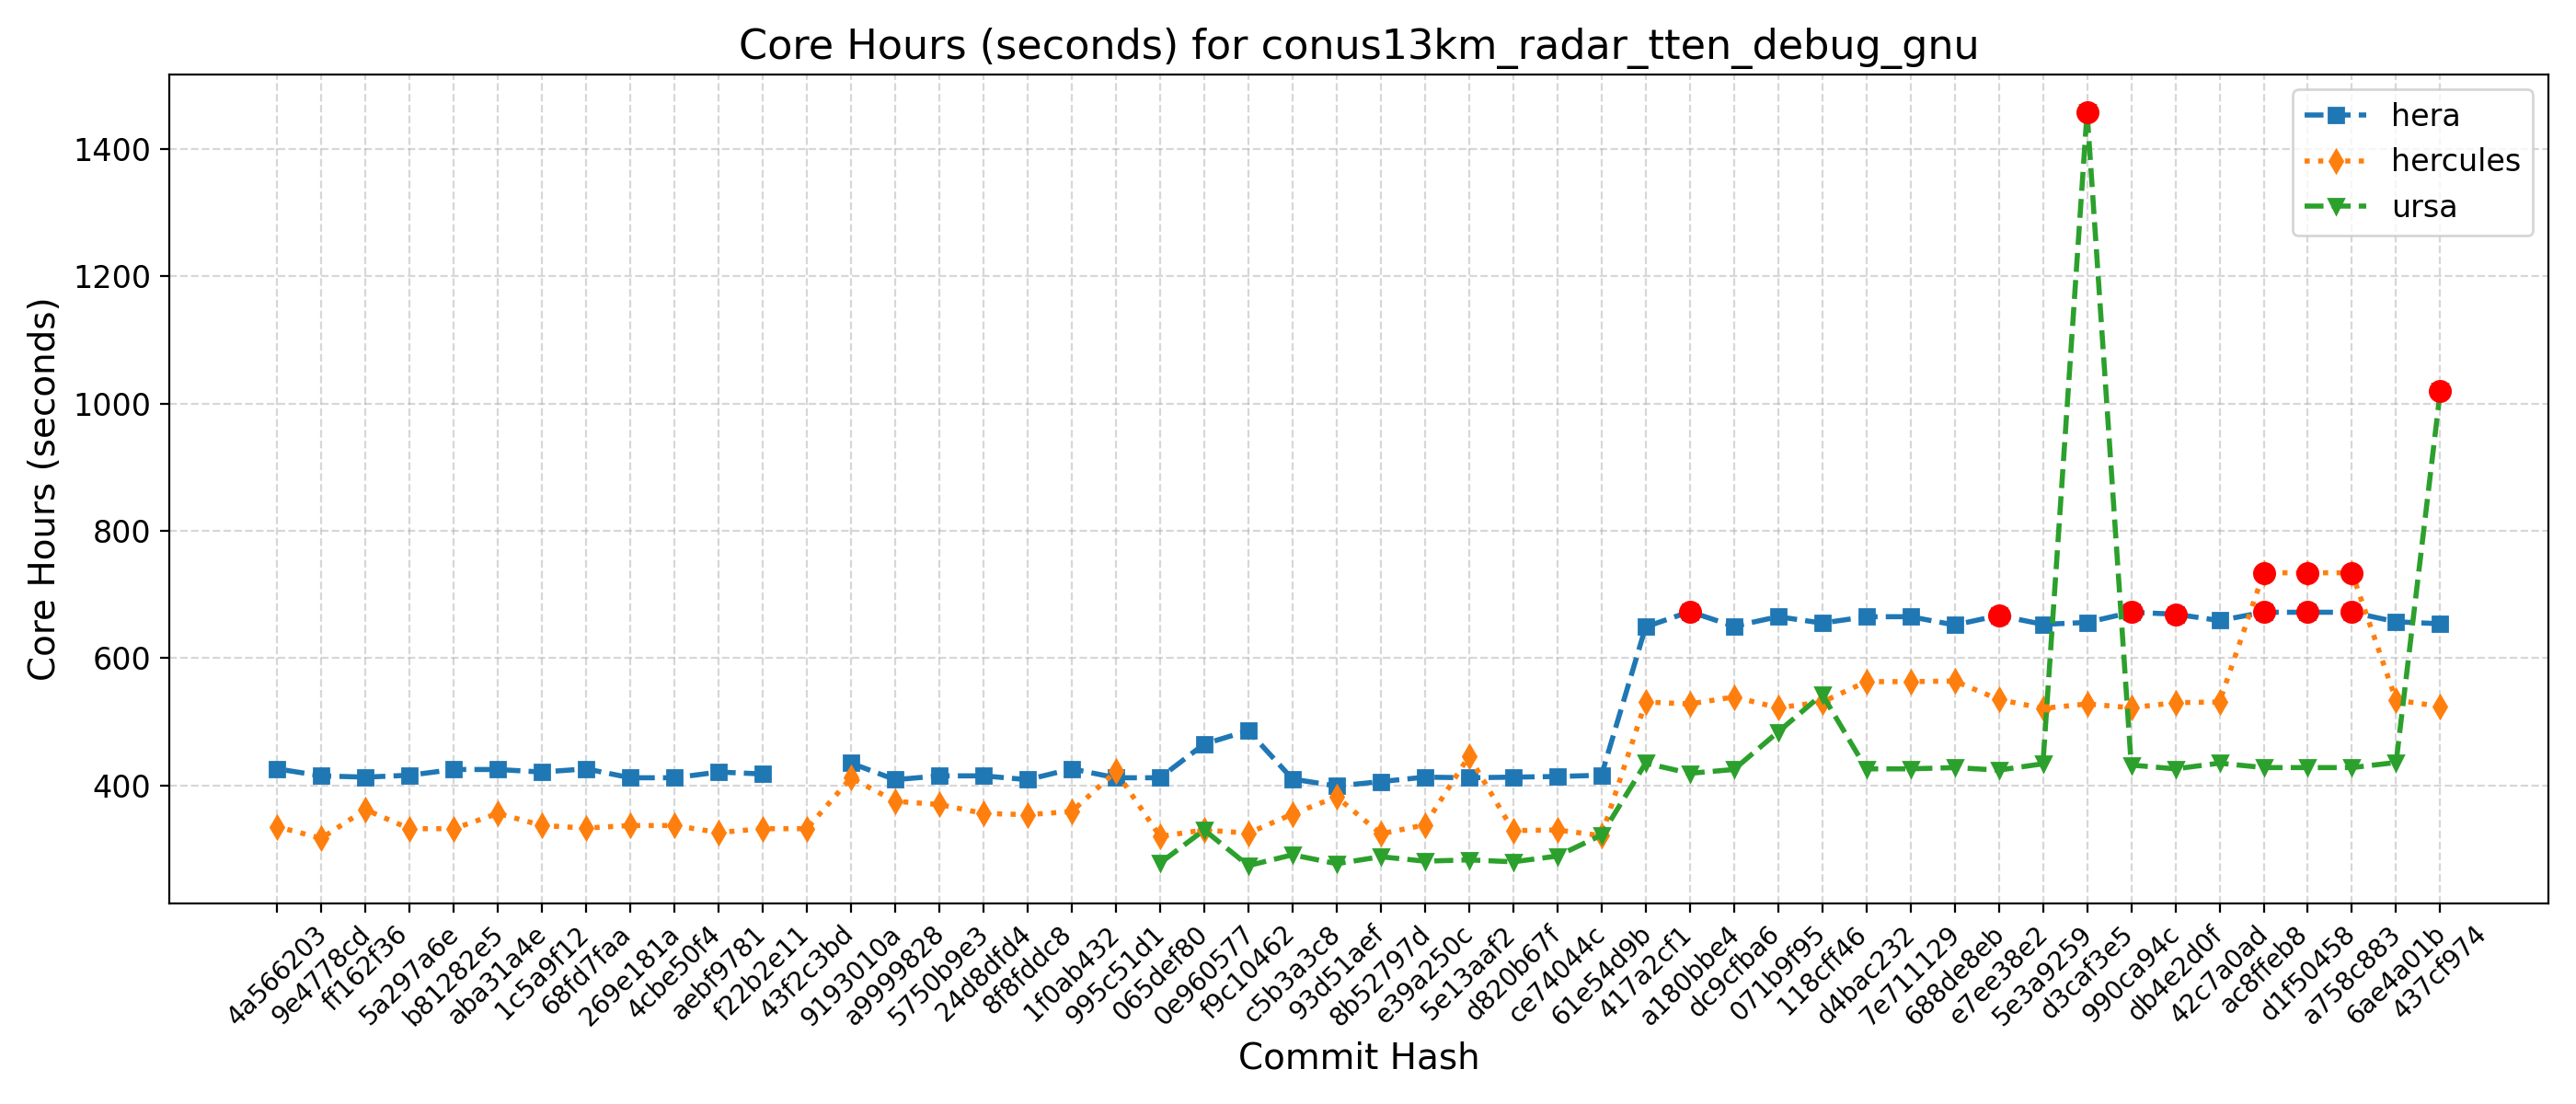 Core Hours (seconds) for conus13km_radar_tten_debug_gnu
hera
hercules
ursa
Core Hours (seconds)
1400
1200
1000
800
600
400
4a566203
9e4778cd
ff162f36
5a297a6e
b81282e5
aba31a4e
1c5a9f12
68fd7faa
269e181a
4cbe50f4
aebf9781
f22b2e11
43f2c3bd
9193010a
a9999828
5750b9e3
24d8dfd4
8f8fddc8
1f0ab432
995c51d1
065def80
0e960577
f9c10462
c5b3a3c8
93d51aef
8b52797d
e39a250c
5e13aaf2
d820b67f
ce74044c
61e54d9b
417a2cf1
a180bbe4
dc9cfba6
071b9f95
118cff46
d4bac232
7e711129
688de8eb
e7ee38e2
5e3a9259
d3caf3e5
990ca94c
db4e2d0f
42c7a0ad
ac8ffeb8
d1f50458
a758c883
6ae4a01b
437cf974
Commit Hash